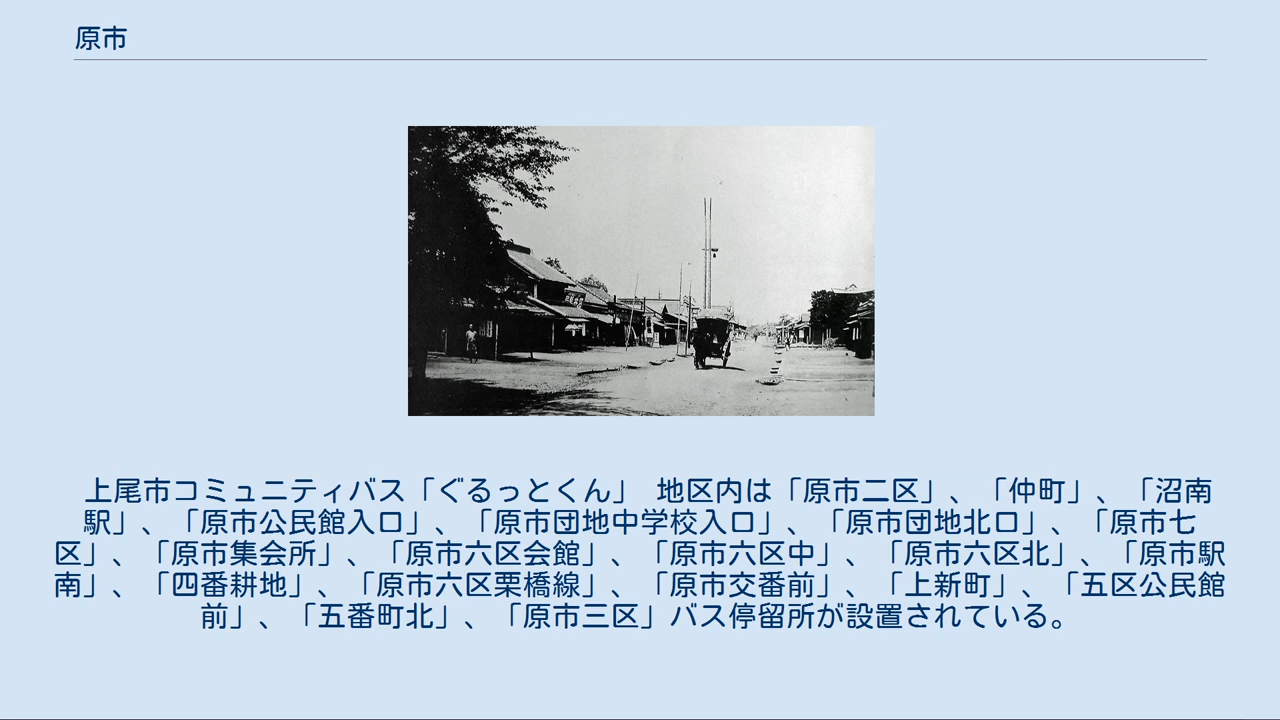 原市
上尾市コミュニティバス「ぐるっとくん」 地区内は「原市二区」、「仲町」、「沼南
駅」、「原市公民館入口」、「原市団地中学校入口」、「原市団地北口」、「原市七
区」、「原市集会所」、「原市六区会館」、「原市六区中」、「原市六区北」、「原市駅
南」、「四番耕地」、「原市六区栗橋線」、「原市交番前」、「上新町」、「五区公民館
前」、「五番町北」、「原市三区」バス停留所が設置されている。